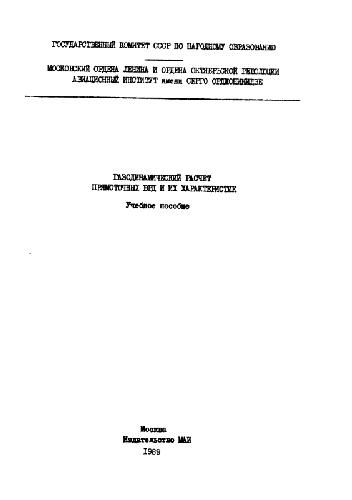 ГОСУДАРСТВЕННЫЙ КОМИТЕТ СССР ПО НАРОДНОМУ ОБРАЗОВАНИЮ
МОСКОВСКИЙ ОРДЕНА ЛЕНИНА И ОРДЕНА ОКТЯБРЬСКОЙ РЕВОЛЮЦИИ
АВИАЦИОННЫЙ ИНСТИТУТ имени СЕРГО ОРДЖОНИКИДЗЕ
ГАЗОДИНАМИЧЕСКИЙ РАСЧЕТ
ПРЯМОТОЧНЫХ ВРД И ИХ ХАРАКТЕРИСТИК
Учебное пособие
Москва
Издательство МАИ
1989